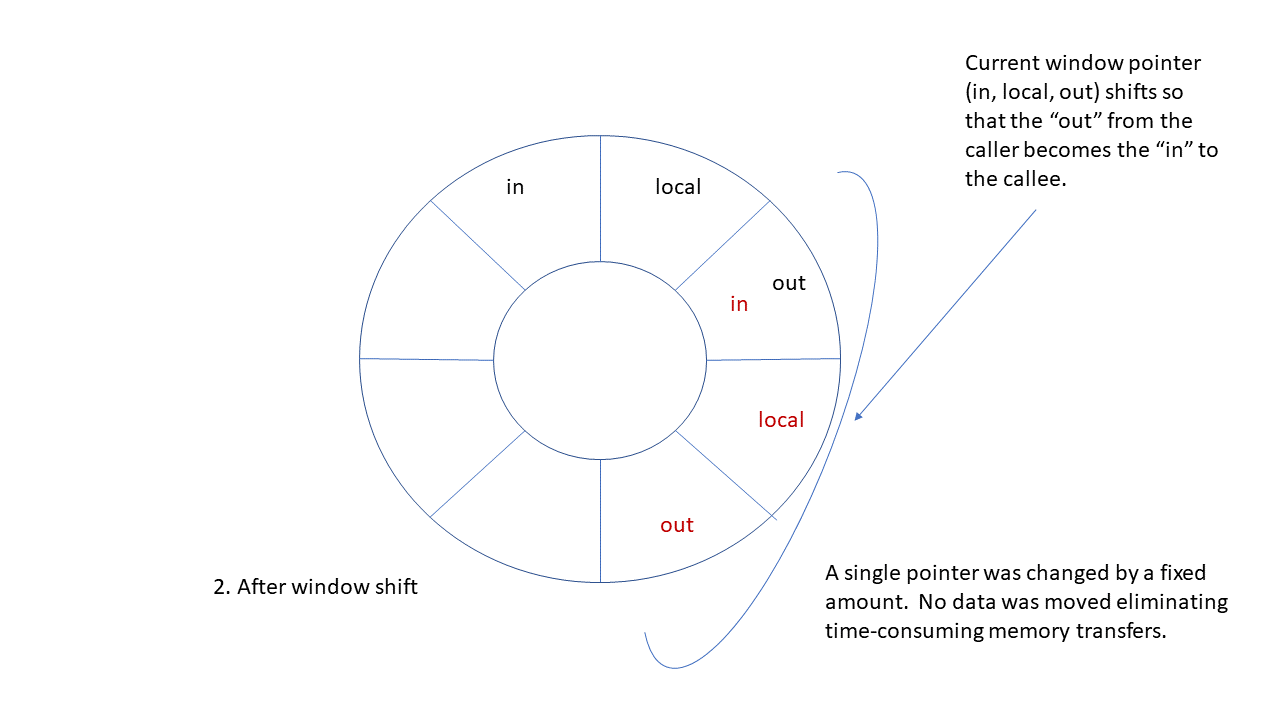 Current window pointer
(in, local, out) shifts so
that the “out” from the
caller becomes the “in” to
the callee.
in
local
out
in
local
out
2. After window shift
A single pointer was changed by a fixed
amount.  No data was moved eliminating
time-consuming memory transfers.